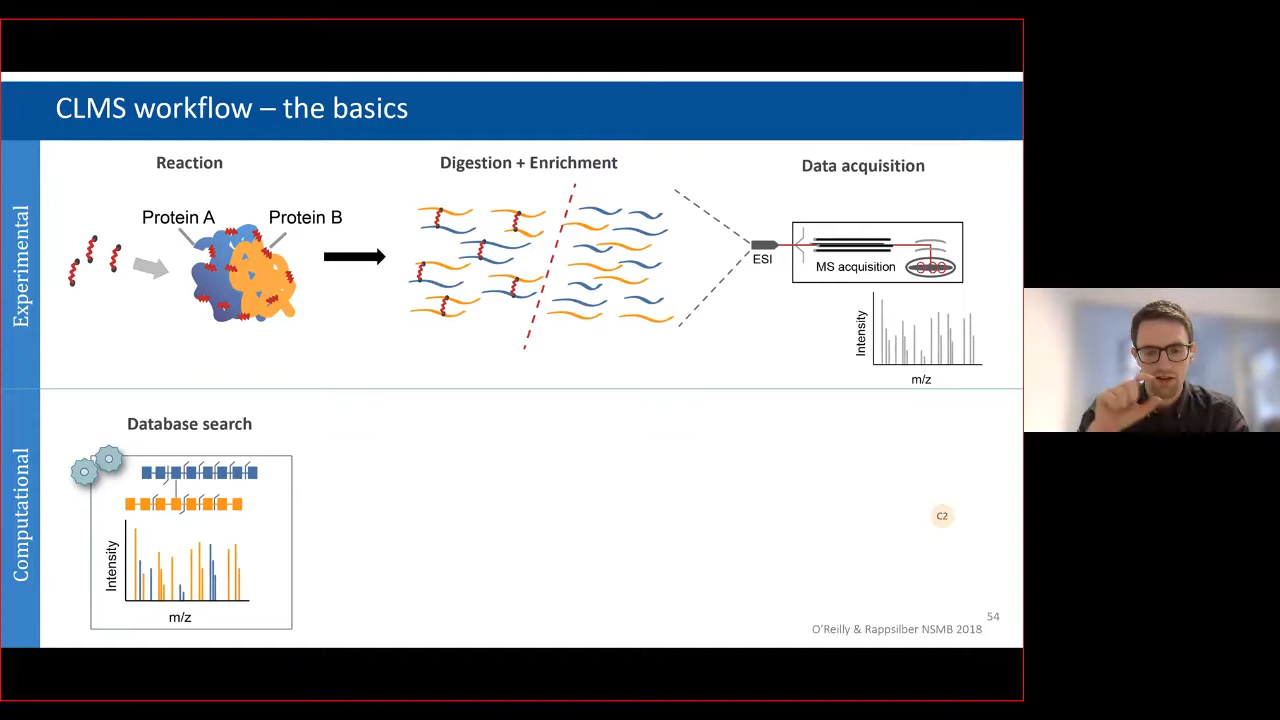 CLMS workflow – the basics
Experimental
Reaction
Digestion + Enrichment
Data acquisition
Protein A
Protein B
ESI
MS acquisition
Intensity
m/z
Computational
Database search
Intensity
m/z
C2
54
O'Reilly & Rappsilber NSMB 2018